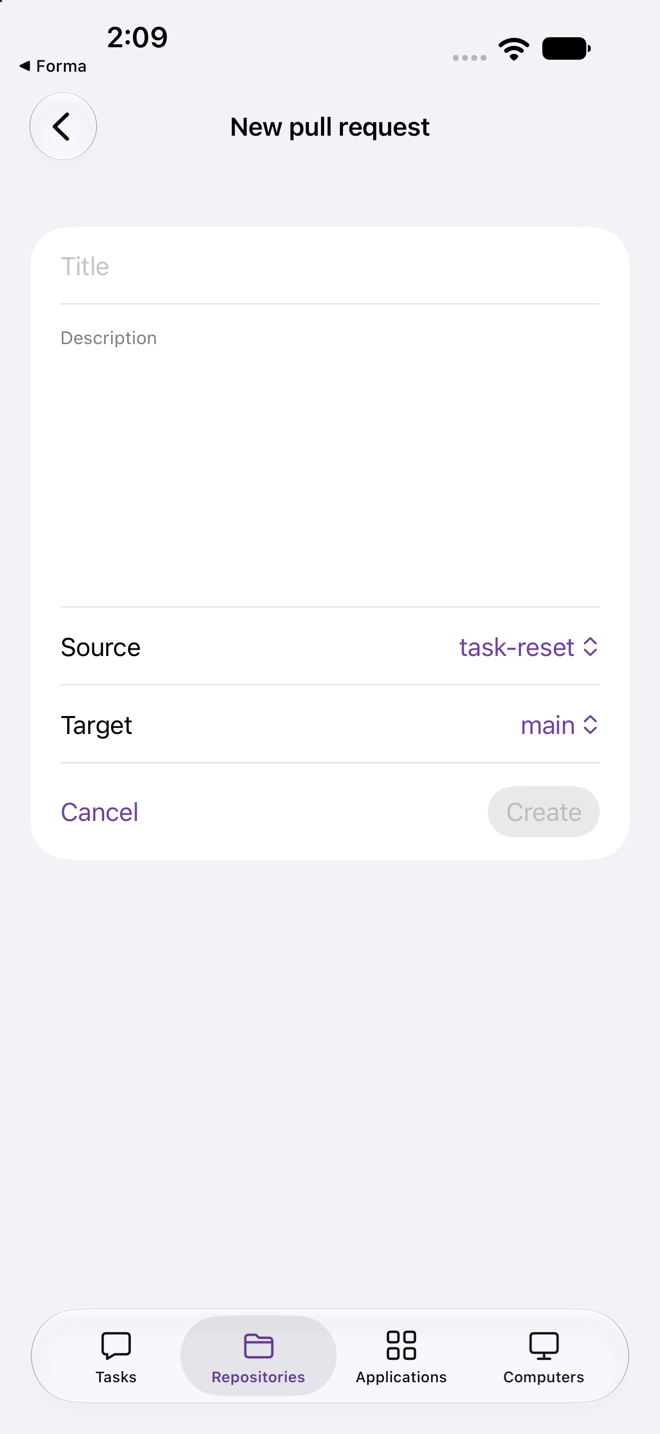 2:09
Forma
New pull request
Title
Description
Source task-reset
Target main
Cancel Create
Tasks Repositories Applications Computers